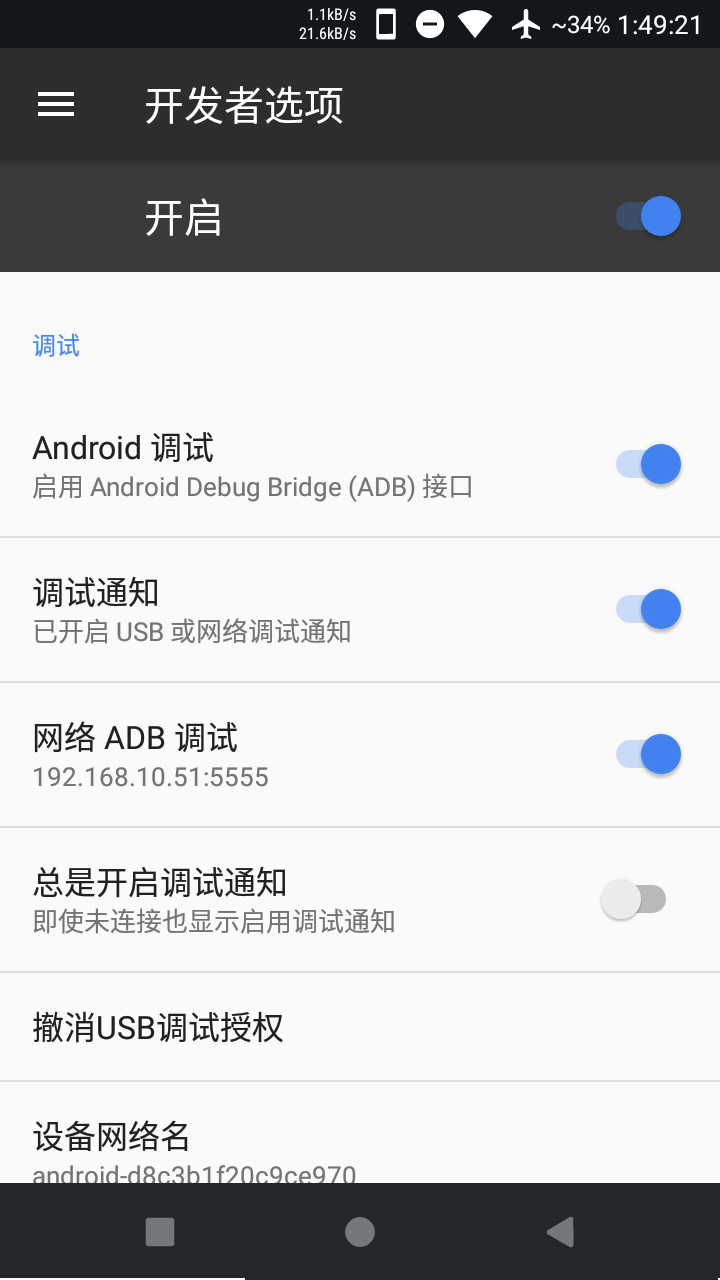 1.1kB/s
21.6kB/s
~34% 1:49:21
开发者选项
开启
调试
Android 调试
启用 Android Debug Bridge (ADB) 接口
调试通知
已开启 USB 或网络调试通知
网络 ADB 调试
192.168.10.51:5555
总是开启调试通知
即使未连接也显示启用调试通知
撤消USB调试授权
设备网络名
android-d8c3b1f20c9ce970